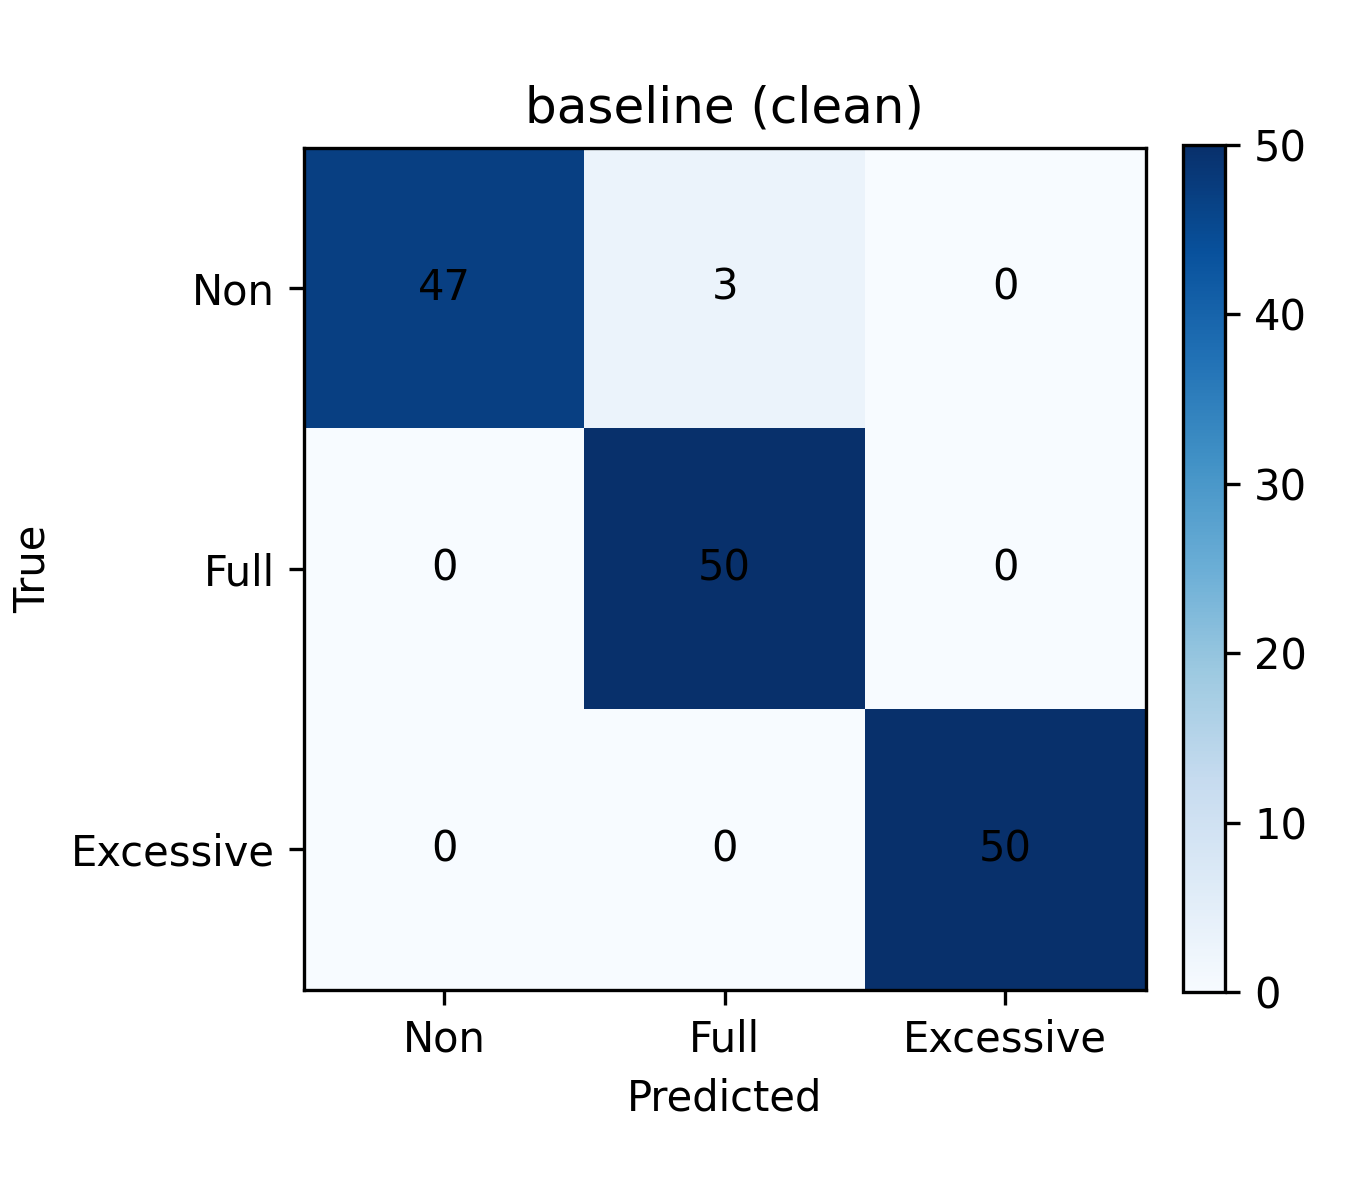 baseline (clean)
50
40
30
20
10
0
True
Non
47
3
0
Full
0
50
0
Excessive
0
0
50
Non
Full
Excessive
Predicted